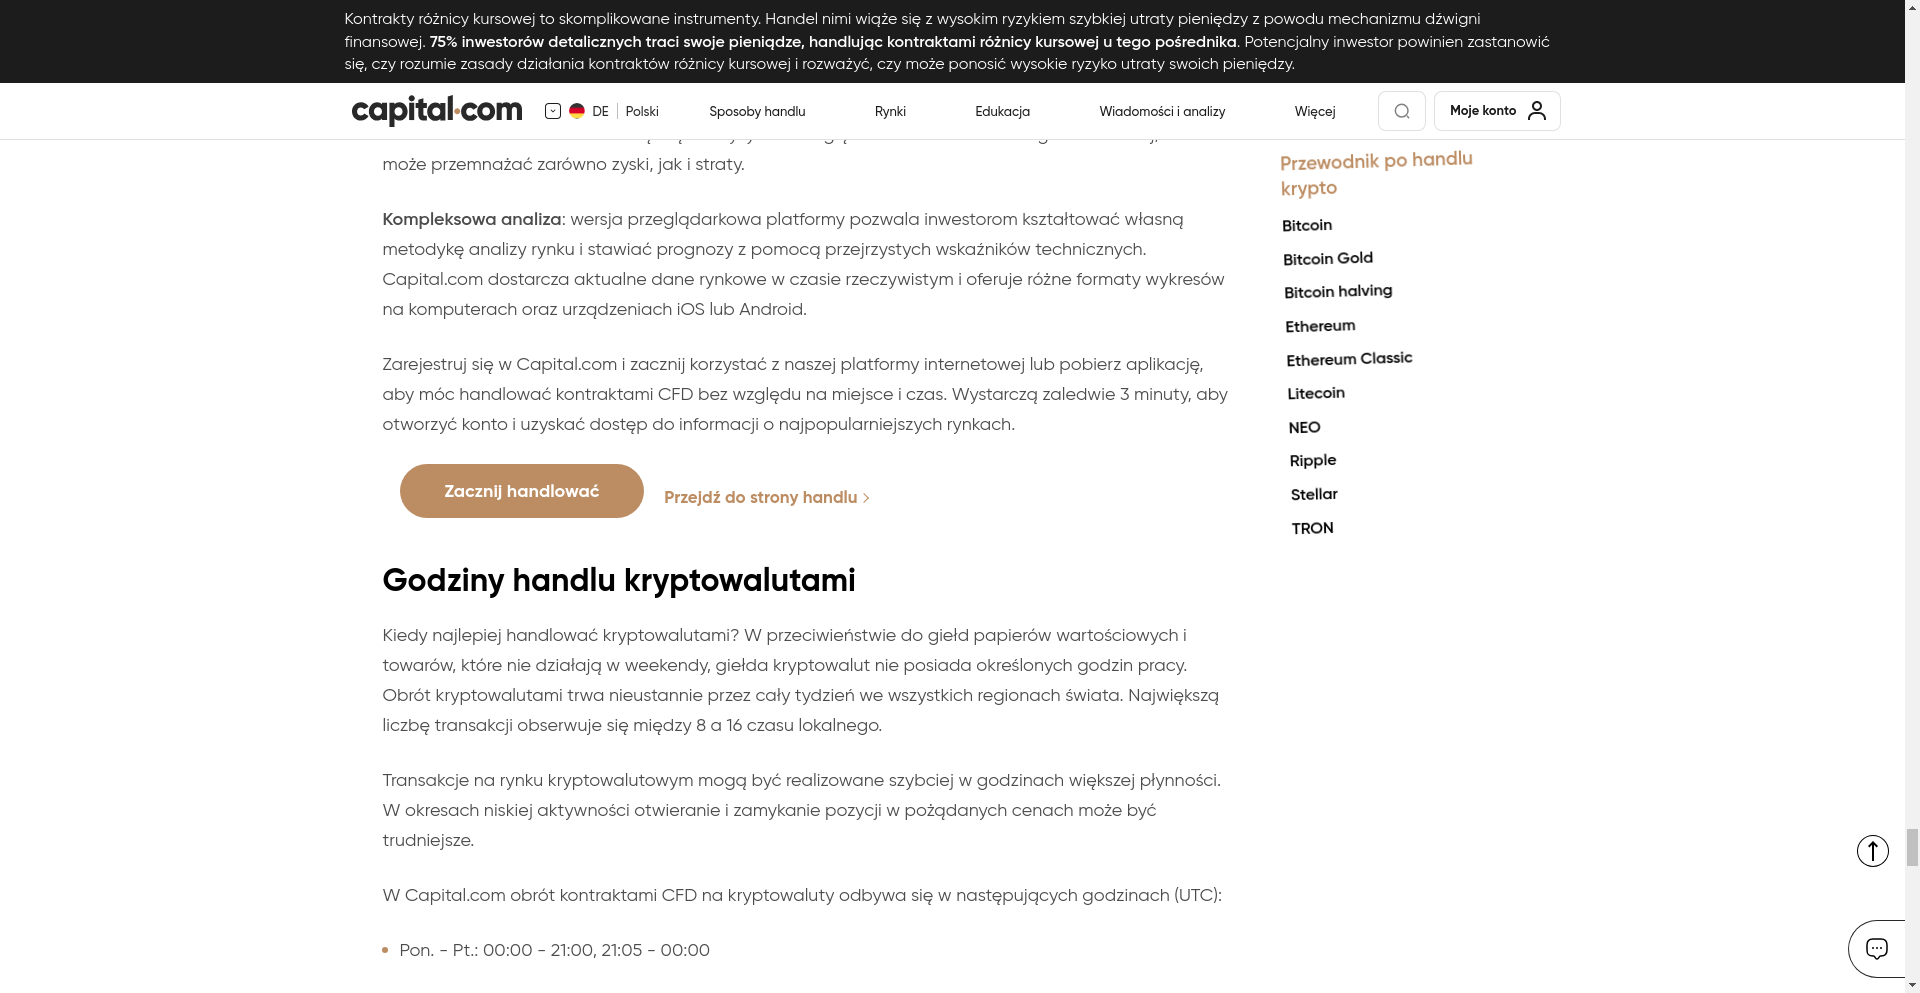 Kontrakty różnicy kursowej to skomplikowane instrumenty. Handel nimi wiąże się z wysokim ryzykiem szybkiej utraty pieniędzy z powodu mechanizmu dźwigni
finansowej. 75% inwestorów detalicznych traci swoje pieniądze, handlując kontraktami różnicy kursowej u tego pośrednika. Potencjalny inwestor powinien zastanowić
się, czy rozumie zasady działania kontraktów różnicy kursowej i rozważyć, czy może ponosić wysokie ryzyko utraty swoich pieniędzy.
capital.com DE Polski Sposoby handlu Rynki Edukacja Wiadomości i analizy Więcej Moje konto
może przemnażać zarówno zyski, jak i straty.
Kompleksowa analiza: wersja przeglądarkowa platformy pozwala inwestorom kształtować własną
metodykę analizy rynku i stawiać prognozy z pomocą przejrzystych wskaźników technicznych.
Capital.com dostarcza aktualne dane rynkowe w czasie rzeczywistym i oferuje różne formaty wykresów
na komputerach oraz urządzeniach iOS lub Android.
Zarejestruj się w Capital.com i zacznij korzystać z naszej platformy internetowej lub pobierz aplikację,
aby móc handlować kontraktami CFD bez względu na miejsce i czas. Wystarczą zaledwie 3 minuty, aby
otworzyć konto i uzyskać dostęp do informacji o najpopularniejszych rynkach.
Zacznij handlować
Przejdź do strony handlu
Godziny handlu kryptowalutami
Kiedy najlepiej handlować kryptowalutami? W przeciwieństwie do giełd papierów wartościowych i
towarów, które nie działają w weekendy, giełda kryptowalut nie posiada określonych godzin pracy.
Obrót kryptowalutami trwa nieustannie przez cały tydzień we wszystkich regionach świata. Największą
liczbę transakcji obserwuje się między 8 a 16 czasu lokalnego.
Transakcje na rynku kryptowalutowym mogą być realizowane szybciej w godzinach większej płynności.
W okresach niskiej aktywności otwieranie i zamykanie pozycji w pożądanych cenach może być
trudniejsze.
W Capital.com obrót kontraktami CFD na kryptowaluty odbywa się w następujących godzinach (UTC):
Pon. - Pt.: 00:00 - 21:00, 21:05 - 00:00
Przewodnik po handlu
krypto
Bitcoin
Bitcoin Gold
Bitcoin halving
Ethereum
Ethereum Classic
Litecoin
NEO
Ripple
Stellar
TRON